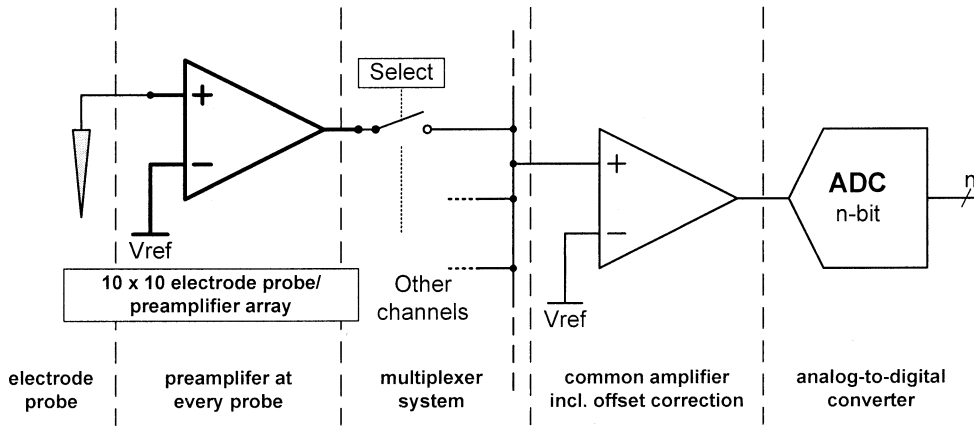 Select
+
−
Vref
10 x 10 electrode probe/
preamplifier array
Other
channels
+
−
Vref
ADC
n-bit
n
electrode
probe
preamplifer at
every probe
multiplexer
system
common amplifier
incl. offset correction
analog-to-digital
converter